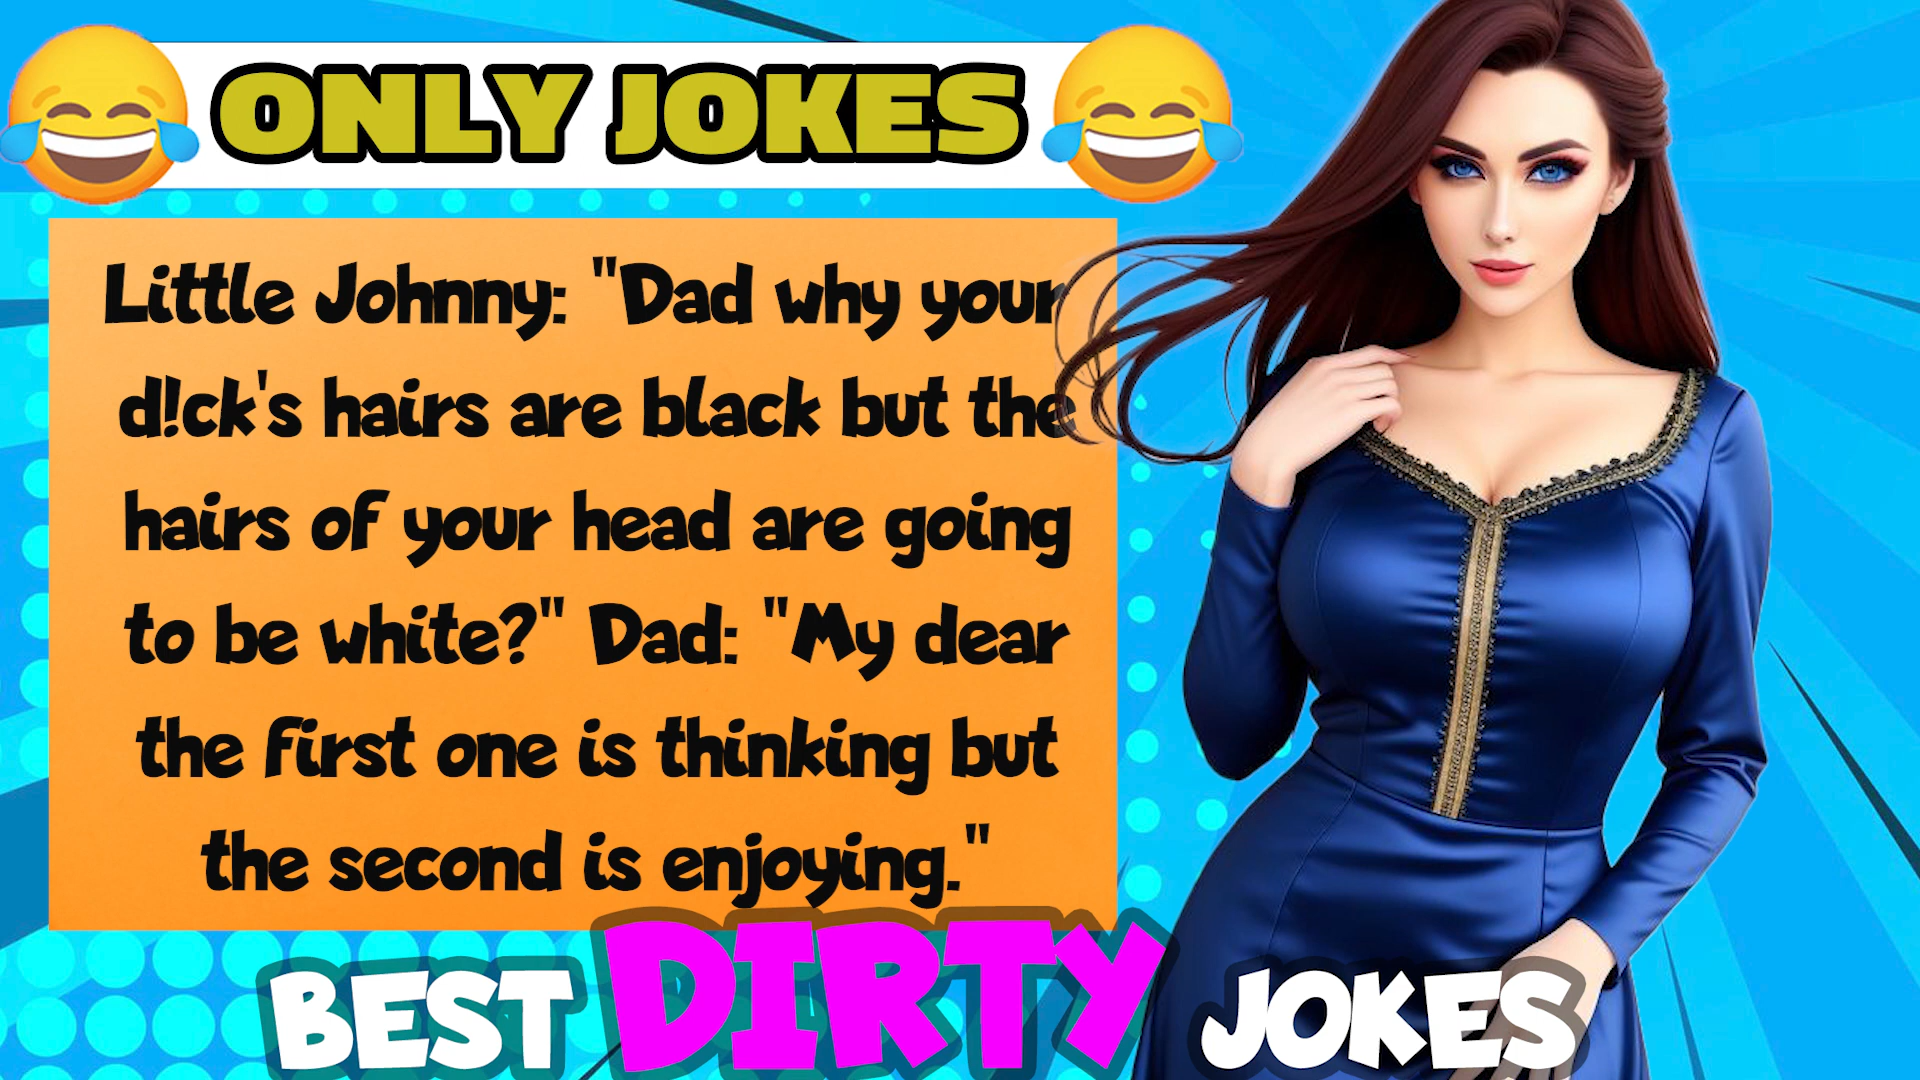 ONLY JOKES
Little Johnny: "Dad why your
d!ck's hairs are black but the
hairs of your head are going
to be white?" Dad: "My dear
the first one is thinking but
the second is enjoying."
BEST DIRTY JOKES